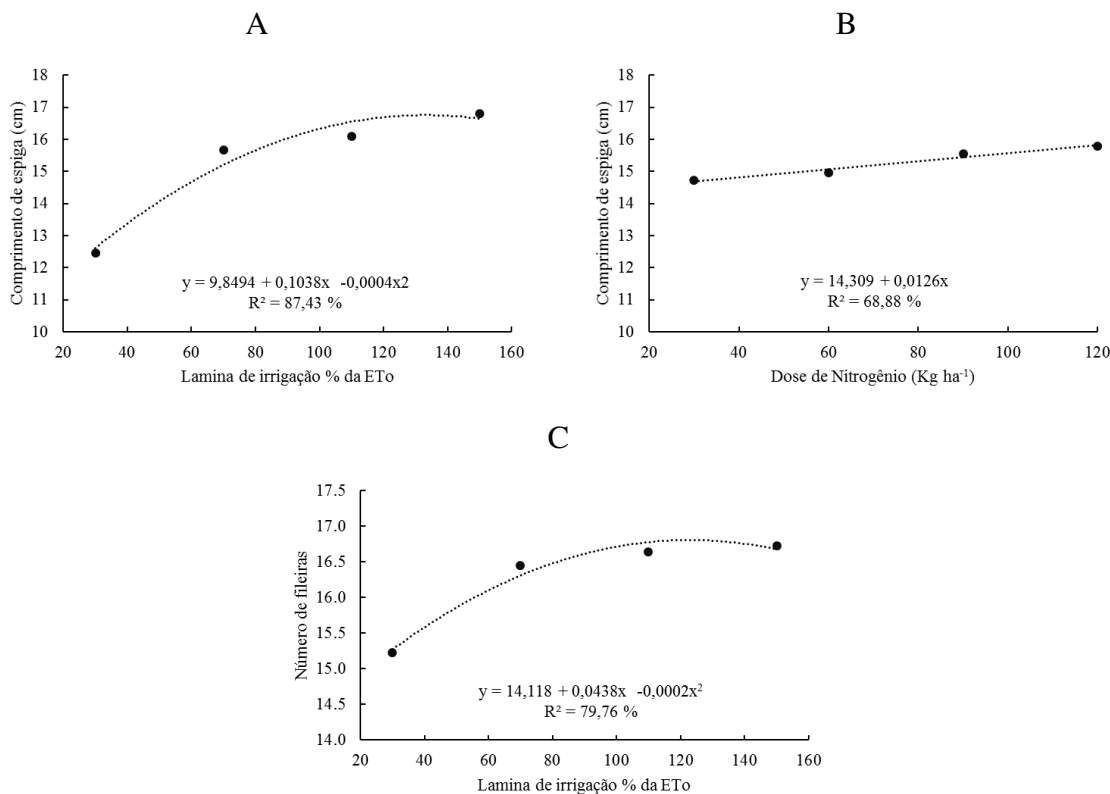 A
18
17
16
15
14
13
12
11
10
Comprimento de espiga (cm)
y = 9,8494 + 0,1038x -0,0004x2
R² = 87,43 %
20 40 60 80 100 120 140 160
Lamina de irrigação % da ETo
B
18
17
16
15
14
13
12
11
10
Comprimento de espiga (cm)
y = 14,309 + 0,0126x
R² = 68,88 %
20 40 60 80 100 120
Dose de Nitrogênio (Kg ha⁻¹)
C
17.5
17.0
16.5
16.0
15.5
15.0
14.5
14.0
Número de fileiras
y = 14,118 + 0,0438x -0,0002x²
R² = 79,76 %
20 40 60 80 100 120 140 160
Lamina de irrigação % da ETo